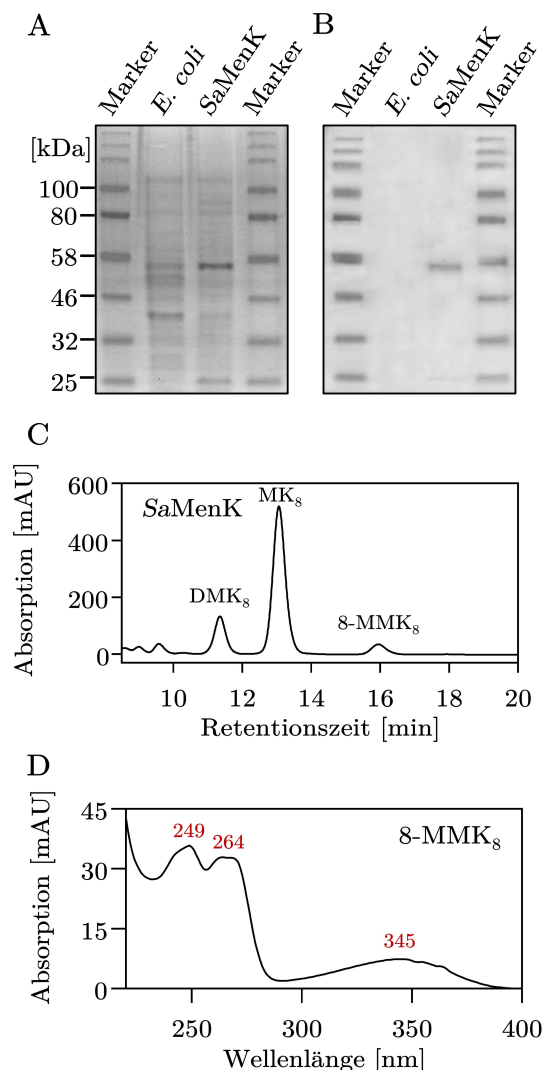 A
B
Marker
E. coli
SaMenK
Marker
Marker
E. coli
SaMenK
Marker
[kDa]
100
80
58
46
32
25
C
Absorption [mAU]
600
400
200
0
SaMenK
DMK₈
MK₈
8-MMK₈
10 12 14 16 18 20
Retentionszeit [min]
D
Absorption [mAU]
45
30
15
0
249
264
345
8-MMK₈
250 300 350 400
Wellenlänge [nm]